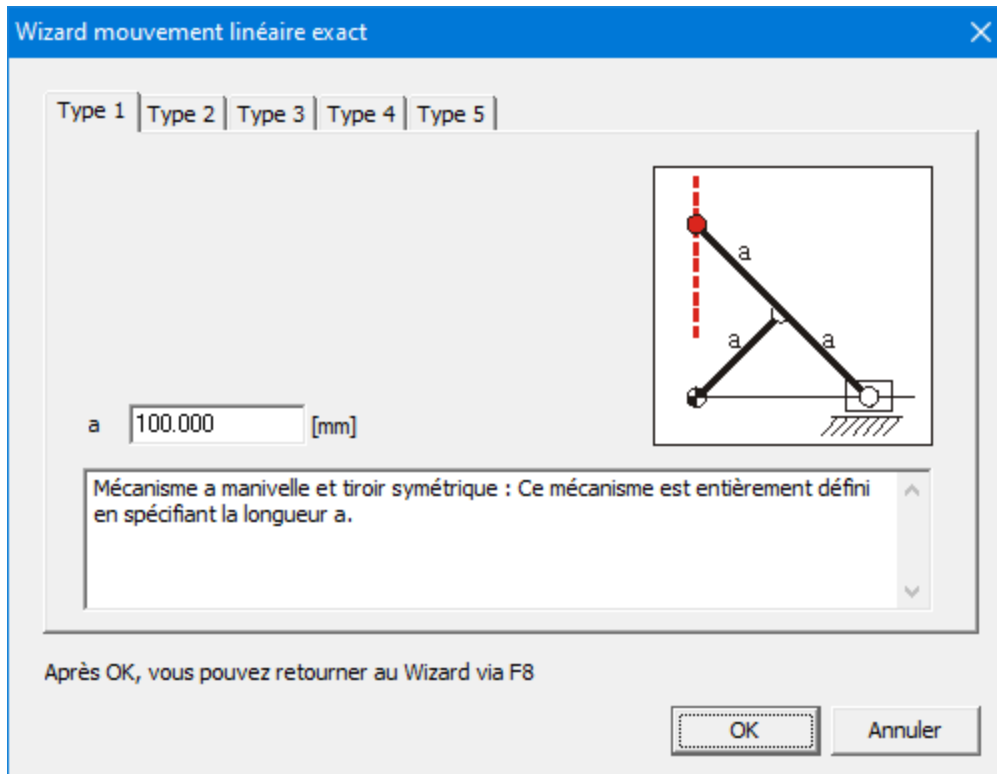 Wizard mouvement linéaire exact
Type 1 Type 2 Type 3 Type 4 Type 5
a
a a
a 100.000 [mm]
Mécanisme a manivelle et tiroir symétrique : Ce mécanisme est entièrement défini
en spécifiant la longueur a.
Après OK, vous pouvez retourner au Wizard via F8
OK Annuler